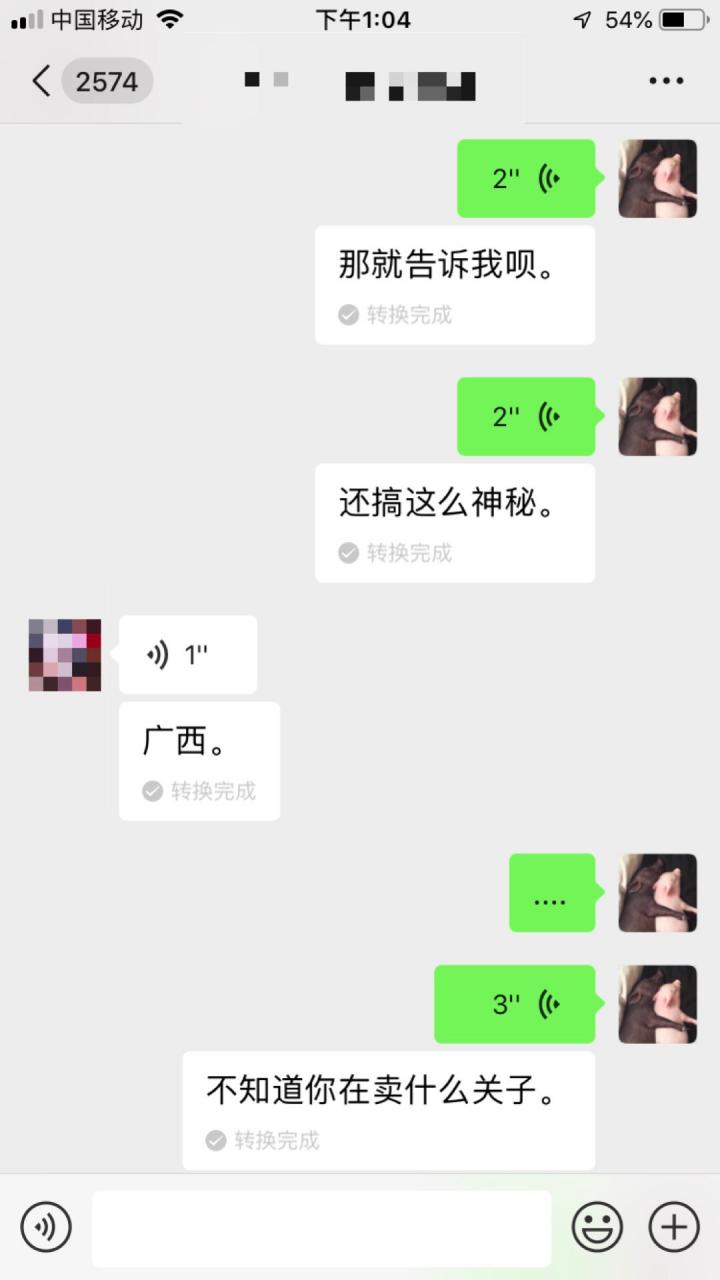 中国移动 下午1:04 54%
2574
2''
那就告诉我呗。
转换完成
2''
还搞这么神秘。
转换完成
1''
广西。
转换完成
....
3''
不知道你在卖什么关子。
转换完成